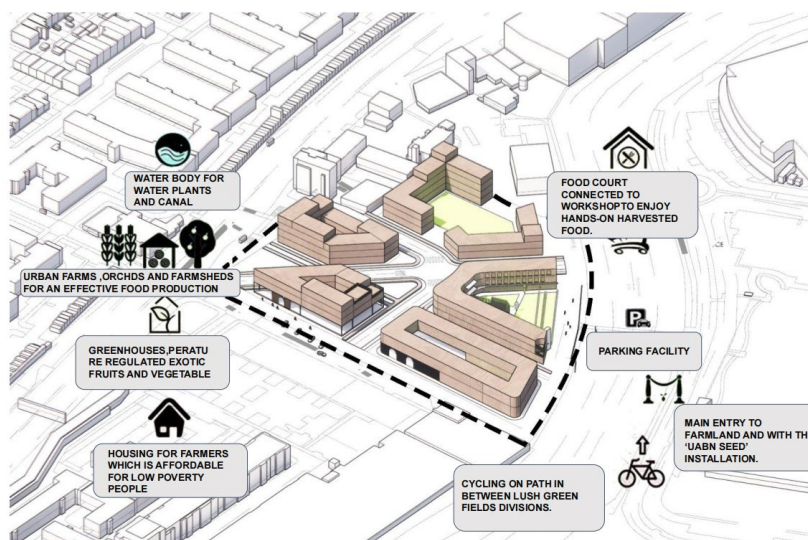 WATER BODY FOR
WATER PLANTS
AND CANAL
URBAN FARMS ,ORCHDS AND FARMSHEDS
FOR AN EFFECTIVE FOOD PRODUCTION
GREENHOUSES,PERATU
RE REGULATED EXOTIC
FRUITS AND VEGETABLE
HOUSING FOR FARMERS
WHICH IS AFFORDABLE
FOR LOW POVERTY
PEOPLE
FOOD COURT
CONNECTED TO
WORKSHOPTO ENJOY
HANDS-ON HARVESTED
FOOD.
P
PARKING FACILITY
MAIN ENTRY TO
FARMLAND AND WITH TH
‘UABN SEED’
INSTALLATION.
CYCLING ON PATH IN
BETWEEN LUSH GREEN
FIELDS DIVISIONS.